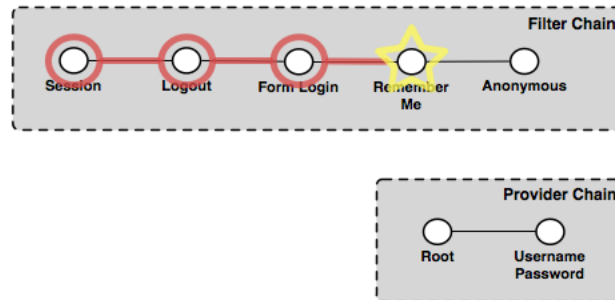 Filter Chain
Session
Logout
Form Login
Remember
Me
Anonymous
Provider Chain
Root
Username
Password